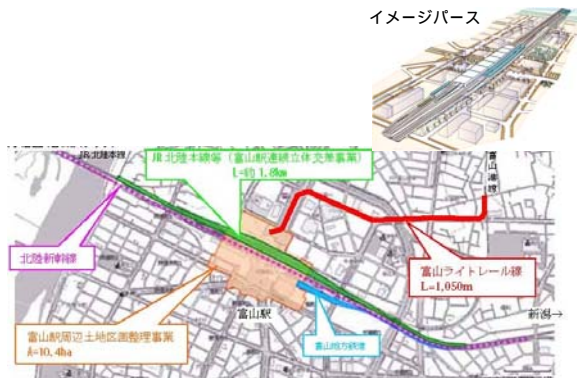 イメージパース
JR北陸本線
JR北陸本線等（富山駅連続立体交差事業）
L=約1.8km
富山港線
北陸新幹線
富山ライトレール線
L=1,050m
新潟→
富山駅
富山地方鉄道
富山駅周辺土地区画整理事業
A=10.4ha